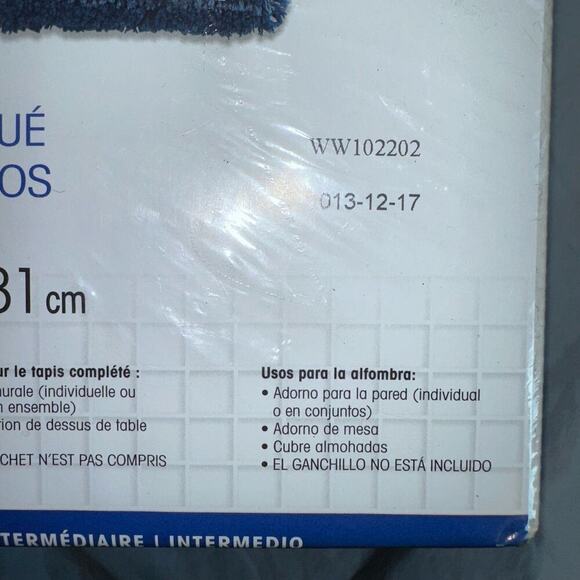 UÉ
OS
WW102202
013-12-17
31 cm
ur le tapis complété :
urale (individuelle ou
n ensemble)
ion de dessus de table
CHET N'EST PAS COMPRIS
Usos para la alfombra:
• Adorno para la pared (individual
o en conjuntos)
• Adorno de mesa
• Cubre almohadas
• EL GANCHILLO NO ESTÁ INCLUIDO
TERMÉDIAIRE | INTERMEDIO